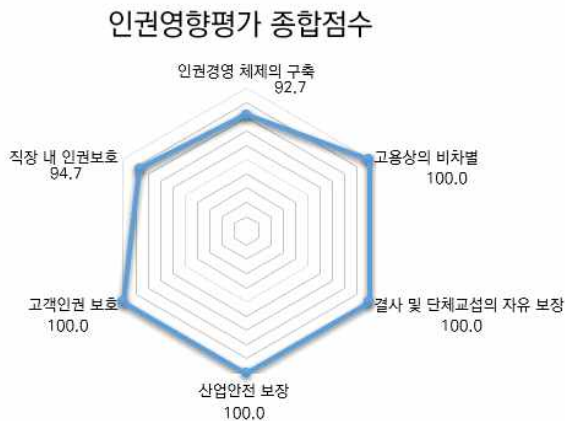 인권영향평가 종합점수
인권경영 체제의 구축
92.7
직장 내 인권보호
94.7
고용상의 비차별
100.0
고객인권 보호
100.0
결사 및 단체교섭의 자유 보장
100.0
산업안전 보장
100.0